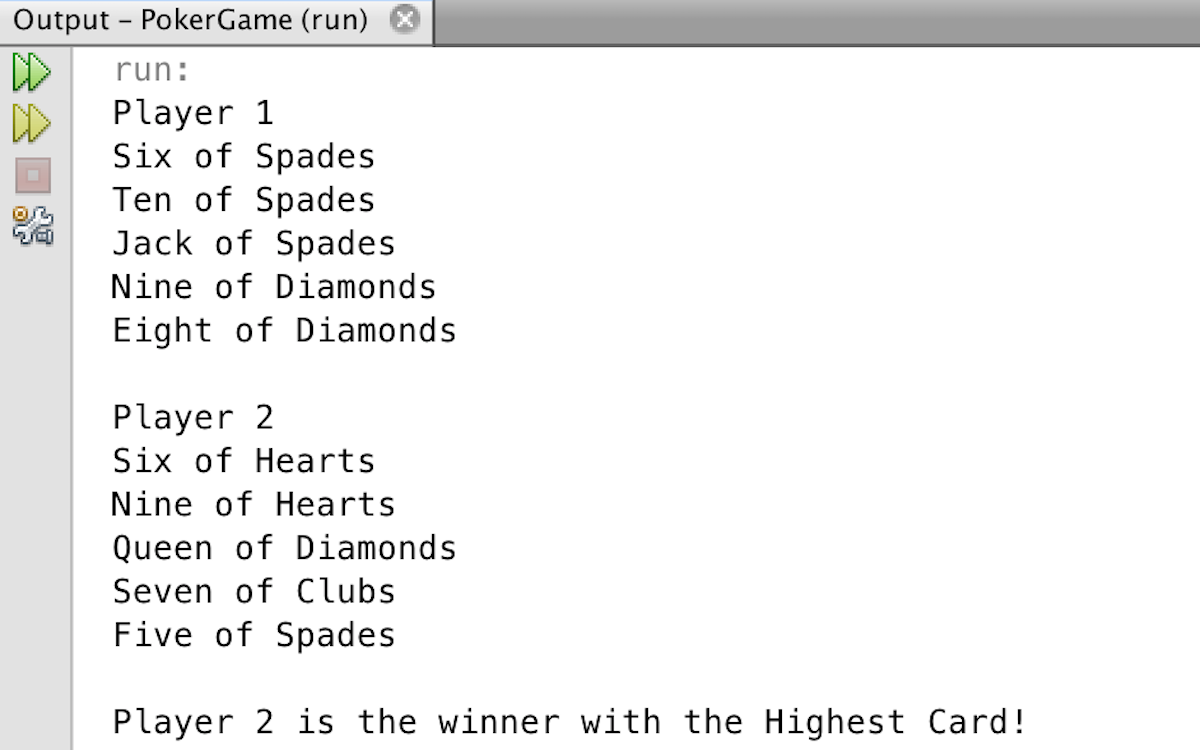 Output – PokerGame (run)
run:
Player 1
Six of Spades
Ten of Spades
Jack of Spades
Nine of Diamonds
Eight of Diamonds
Player 2
Six of Hearts
Nine of Hearts
Queen of Diamonds
Seven of Clubs
Five of Spades
Player 2 is the winner with the Highest Card!